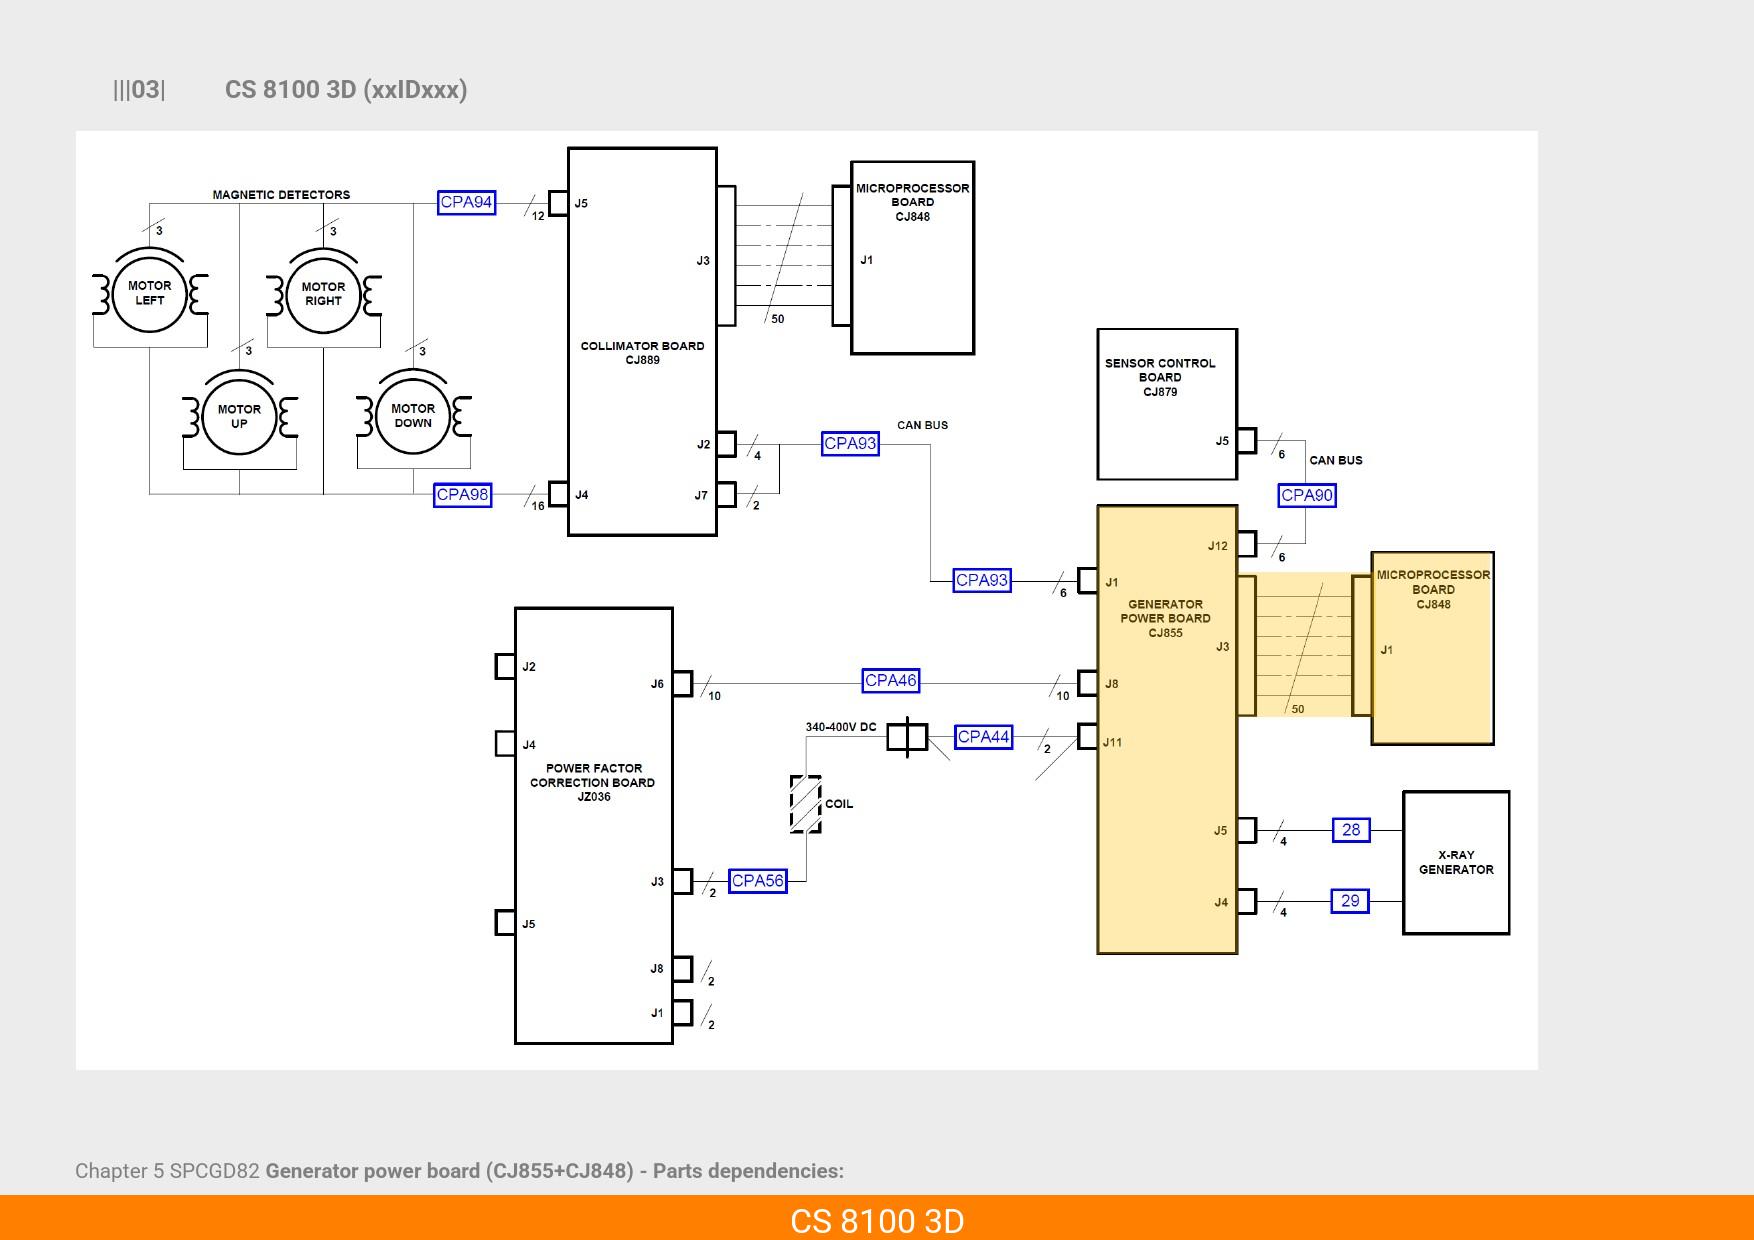 |||03| CS 8100 3D (xxIDxxx)
MAGNETIC DETECTORS
CPA94
12
J5
3
3
MOTOR
LEFT
MOTOR
RIGHT
3
3
MOTOR
UP
MOTOR
DOWN
CPA98
16
J4
J3
COLLIMATOR BOARD
CJ889
J2
J7
4
2
50
MICROPROCESSOR
BOARD
CJ848
J1
CPA93
CAN BUS
CPA93
6
J1
SENSOR CONTROL
BOARD
CJ879
J5
6
CAN BUS
CPA90
J12
6
GENERATOR
POWER BOARD
CJ855
J3
50
MICROPROCESSOR
BOARD
CJ848
J1
J2
J6
10
CPA46
10
J8
J4
340-400V DC
CPA44
2
J11
POWER FACTOR
CORRECTION BOARD
JZ036
COIL
J3
2
CPA56
J5
J8
2
J1
2
J5
4
28
X-RAY
GENERATOR
J4
4
29
Chapter 5 SPCGD82 Generator power board (CJ855+CJ848) - Parts dependencies:
CS 8100 3D